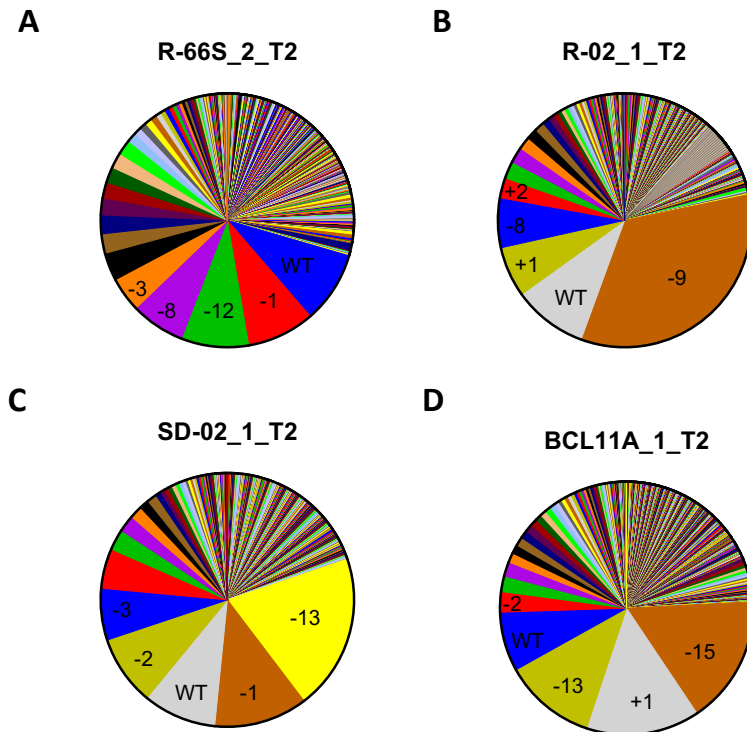 A
R-66S_2_T2
WT
-1
-12
-8
-3
B
R-02_1_T2
+2
-8
+1
WT
-9
C
SD-02_1_T2
-13
-3
-2
WT
-1
D
BCL11A_1_T2
-2
WT
-13
+1
-15